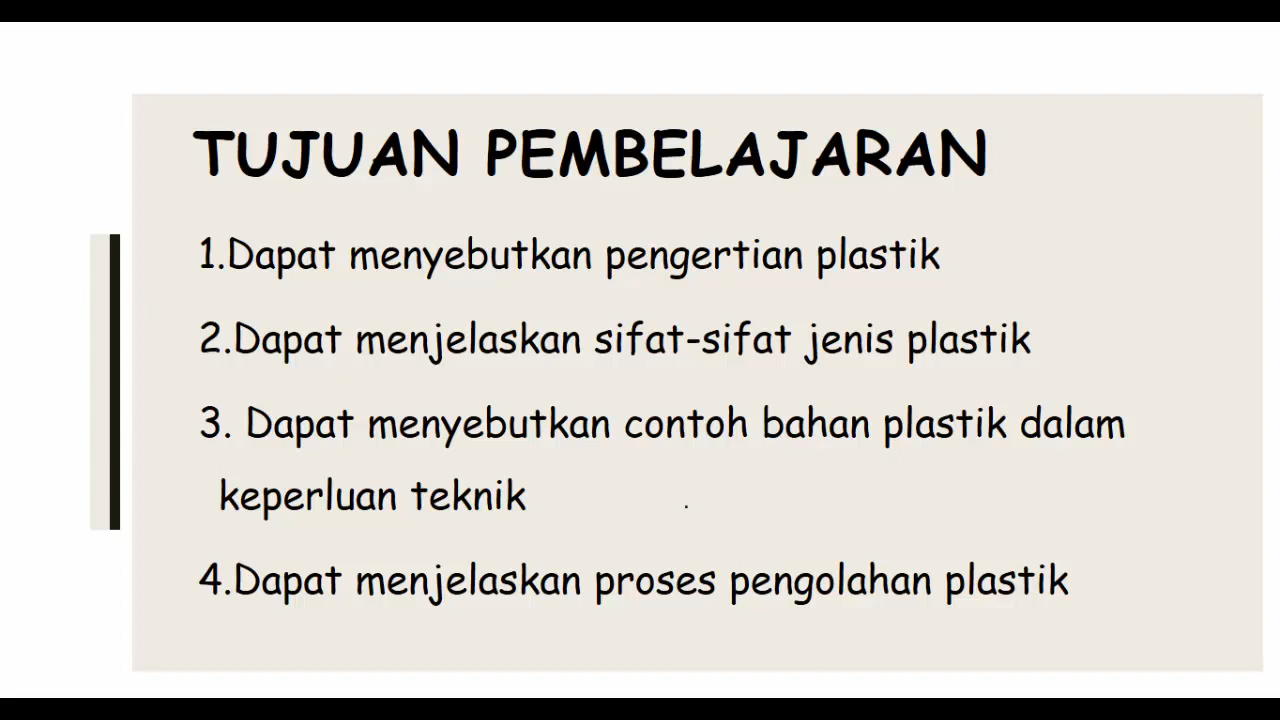 TUJUAN PEMBELAJARAN
1.Dapat menyebutkan pengertian plastik
2.Dapat menjelaskan sifat-sifat jenis plastik
3. Dapat menyebutkan contoh bahan plastik dalam
keperluan teknik
4.Dapat menjelaskan proses pengolahan plastik